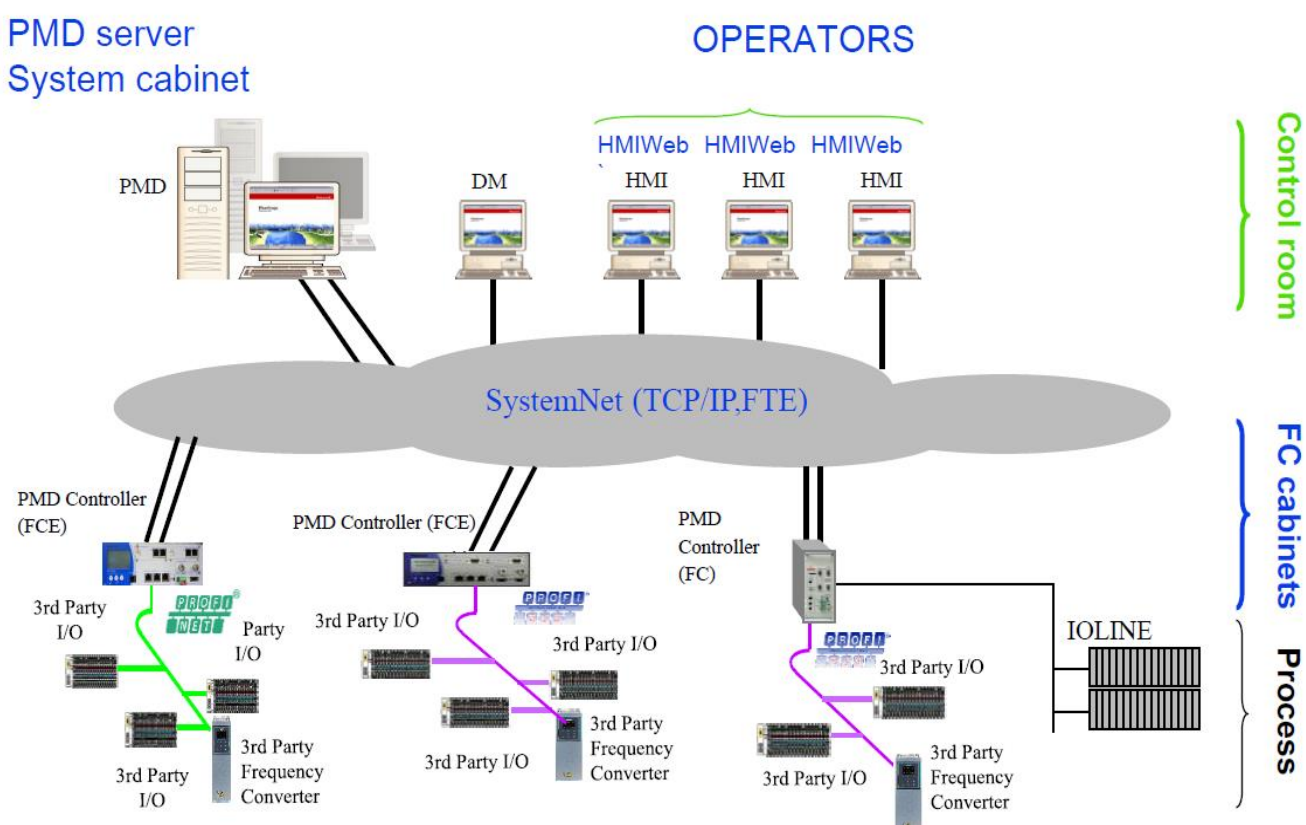 PMD server
System cabinet
OPERATORS
HMIWeb HMIWeb HMIWeb
PMD
DM
HMI
HMI
HMI
Control room
SystemNet (TCP/IP,FTE)
FC cabinets
PMD Controller
(FCE)
PMD Controller (FCE)
PMD
Controller
(FC)
PROFI
NET
PROFI
PROFI
3rd Party
I/O
Party
I/O
3rd Party I/O
3rd Party I/O
3rd Party I/O
IOLINE
Process
3rd Party
I/O
3rd Party
Frequency
Converter
3rd Party I/O
3rd Party
Frequency
Converter
3rd Party I/O
3rd Party
Frequency
Converter